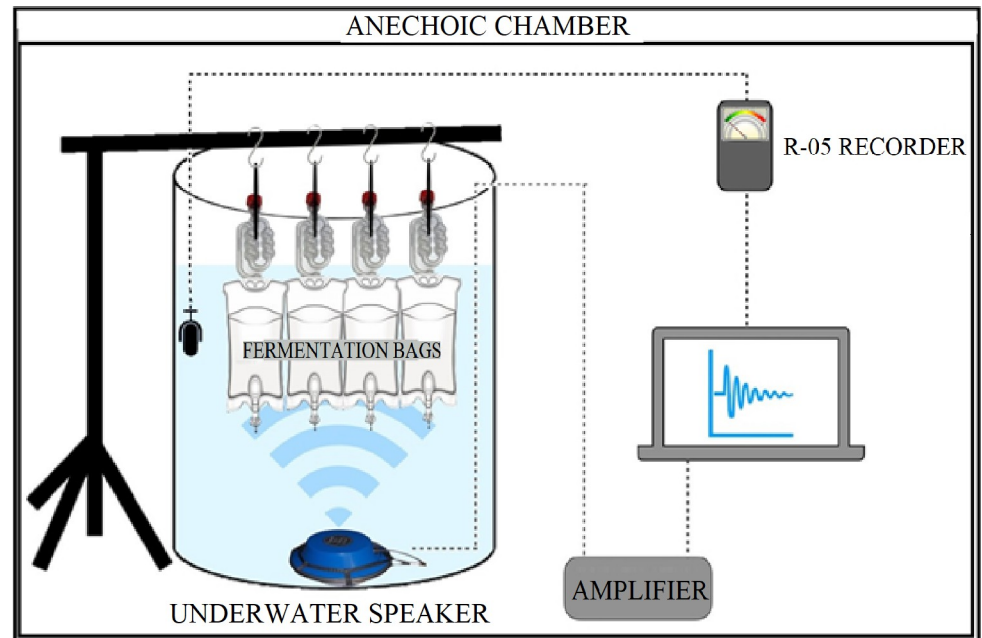 ANECHOIC CHAMBER
R-05 RECORDER
FERMENTATION BAGS
AMPLIFIER
UNDERWATER SPEAKER